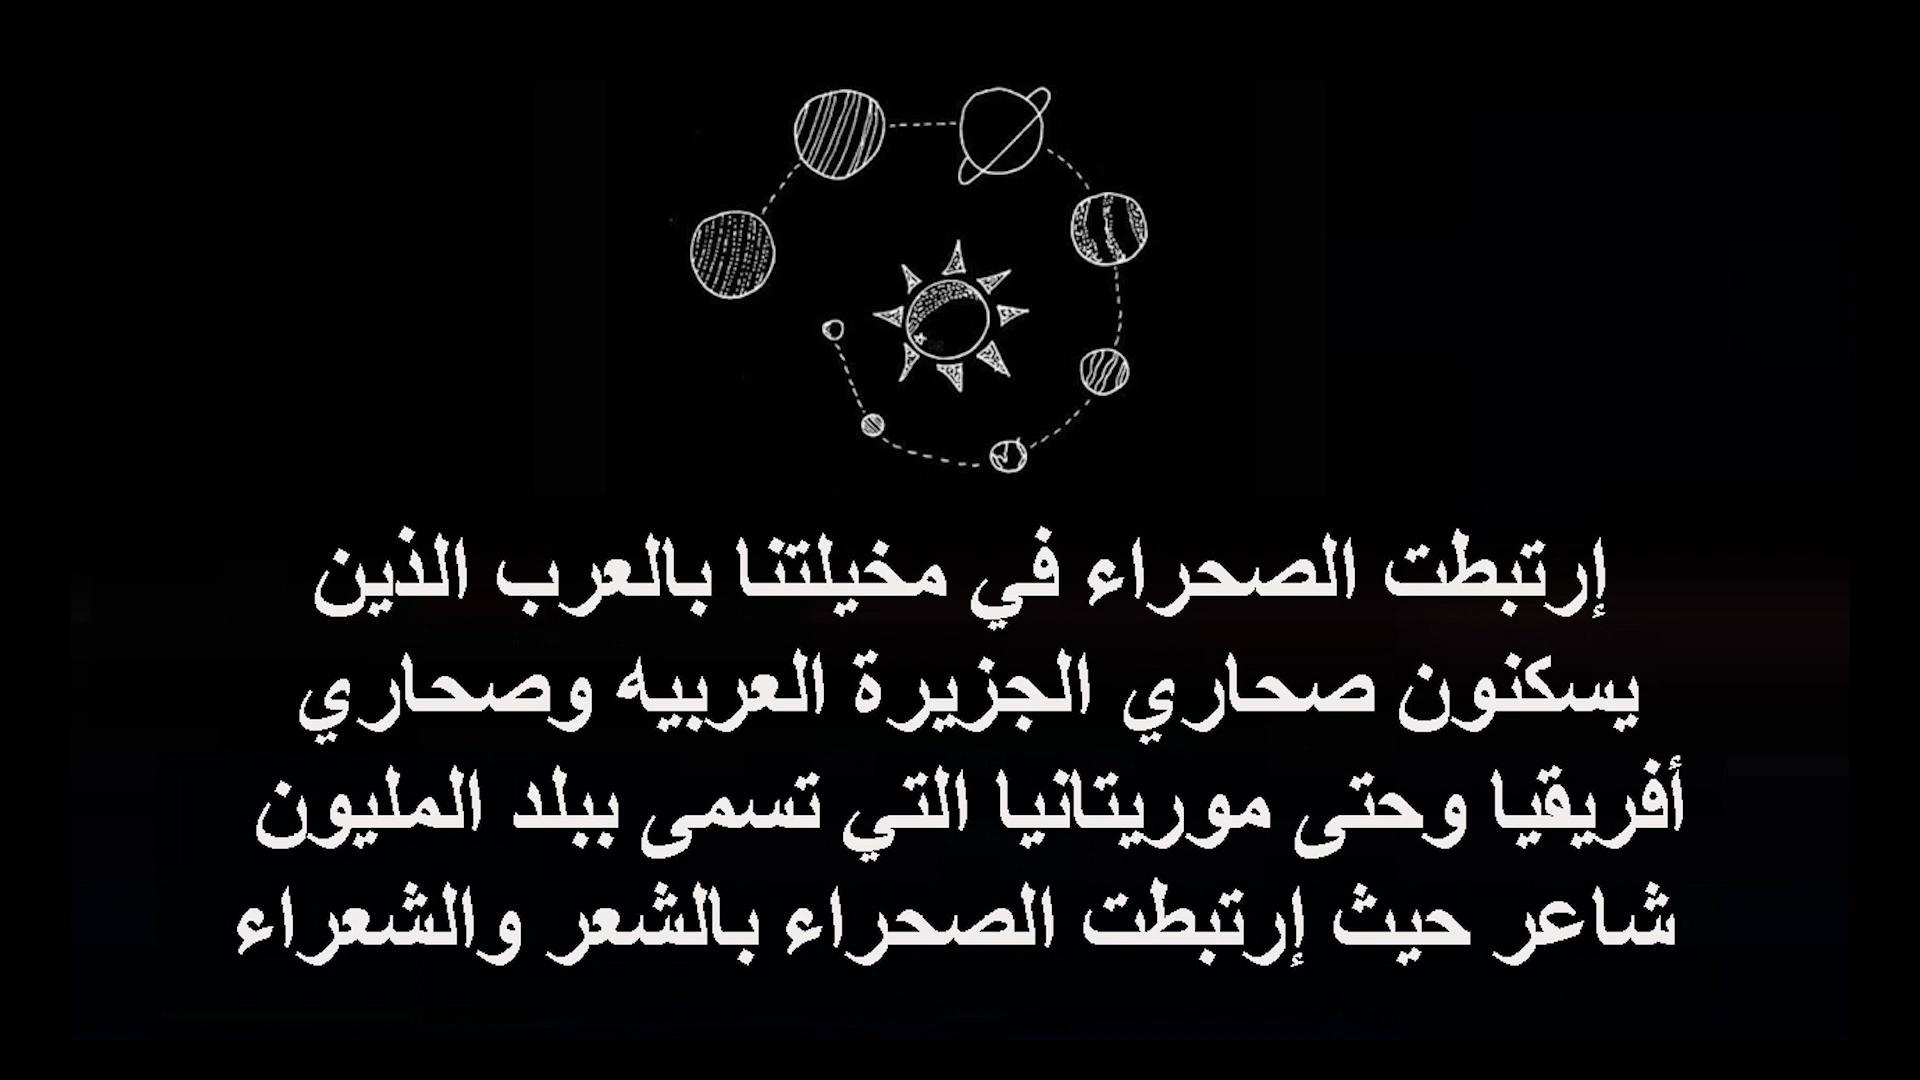 إرتبطت الصحراء في مخيلتنا بالعرب الذين
يسكنون صحاري الجزيرة العربيه وصحاري
أفريقيا وحتى موريتانيا التي تسمى ببلد المليون
شاعر حيث إرتبطت الصحراء بالشعر والشعراء